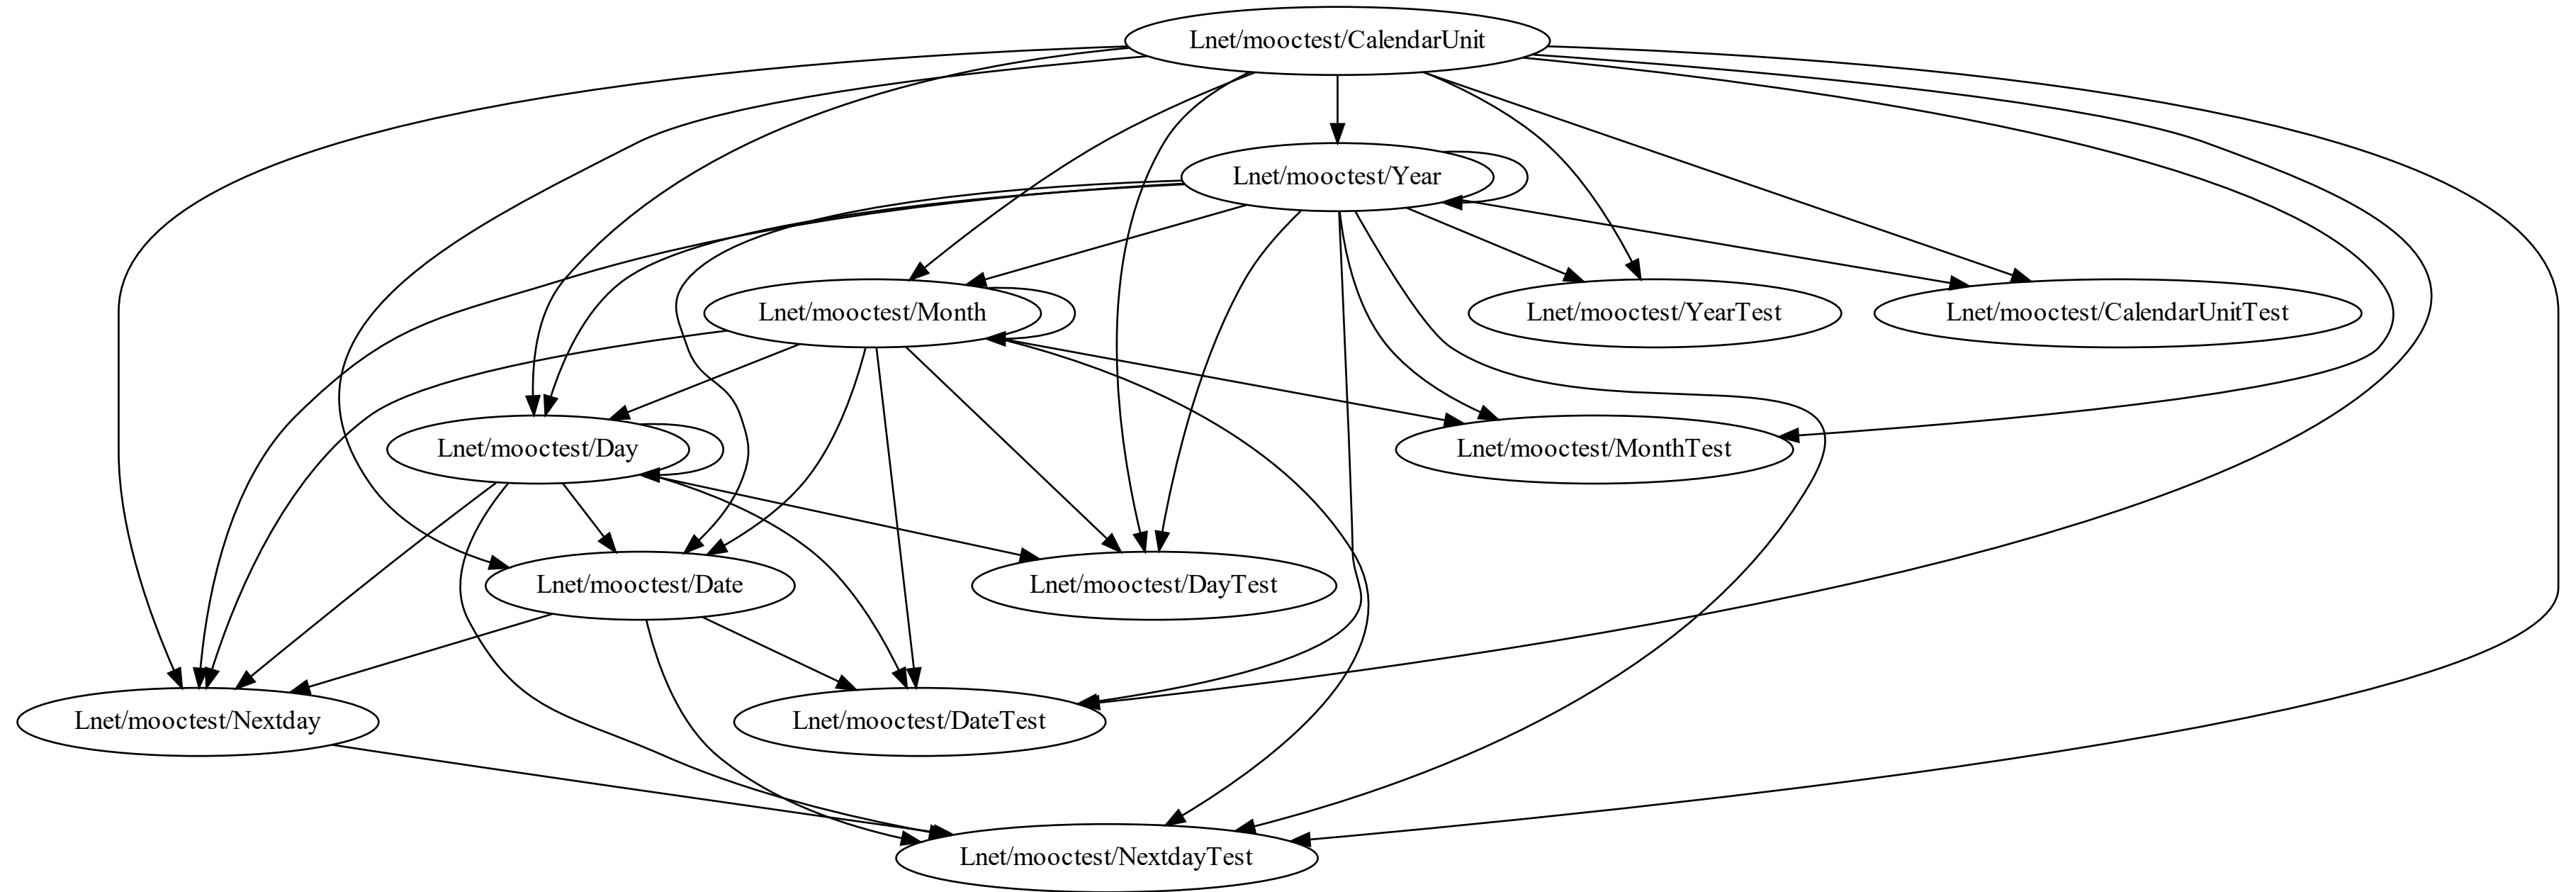 Lnet/mooctest/CalendarUnit
Lnet/mooctest/Year
Lnet/mooctest/Month
Lnet/mooctest/YearTest
Lnet/mooctest/CalendarUnitTest
Lnet/mooctest/Day
Lnet/mooctest/MonthTest
Lnet/mooctest/Date
Lnet/mooctest/DayTest
Lnet/mooctest/Nextday
Lnet/mooctest/DateTest
Lnet/mooctest/NextdayTest